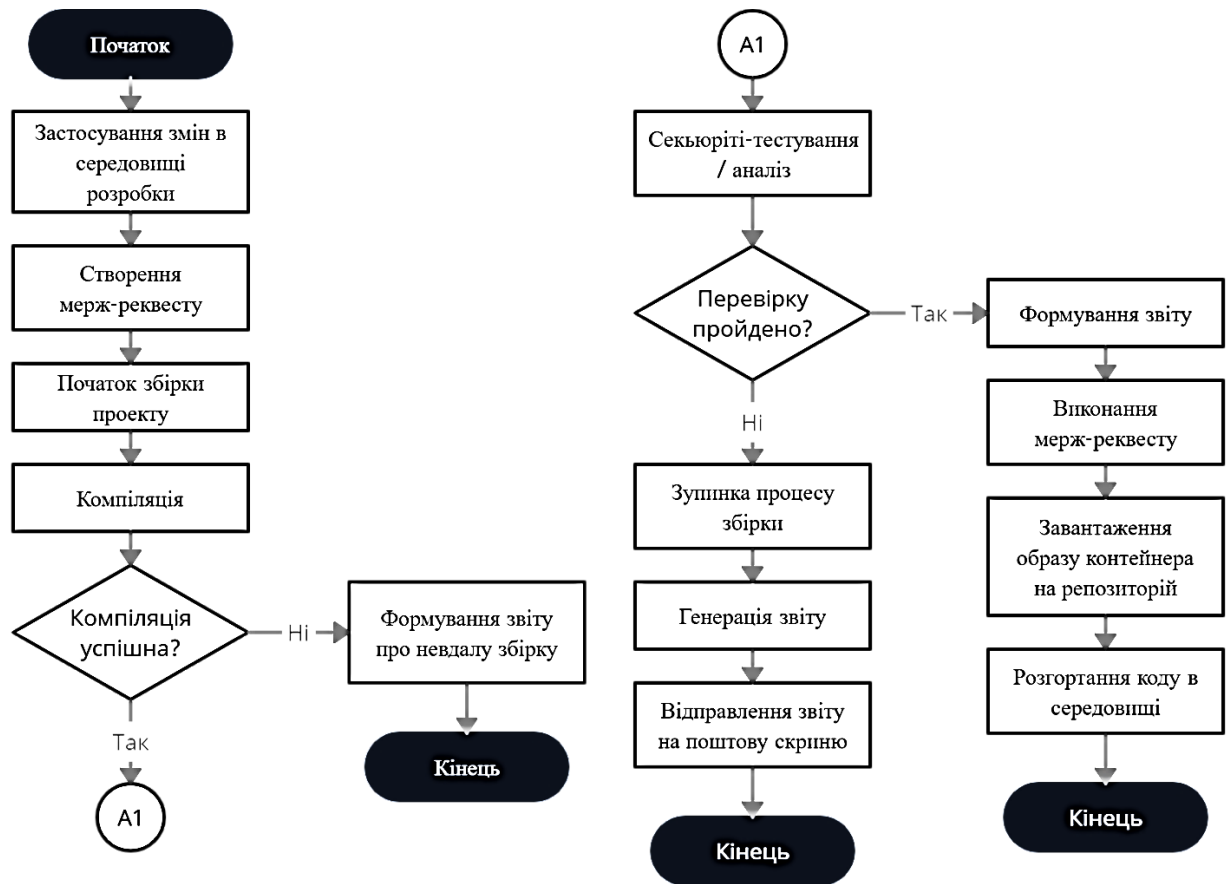 Початок
Застосування змін в
середовищі
розробки
Створення
мерж-реквесту
Початок збірки
проекту
Компіляція
Компіляція
успішна?
Ні
Формування звіту
про невдалу збірку
Кінець
Так
А1
А1
Секьюріті-тестування
/ аналіз
Перевірку
пройдено?
Так
Формування звіту
Виконання
мерж-реквесту
Завантаження
образу контейнера
на репозиторій
Розгортання коду в
середовищі
Кінець
Ні
Зупинка процесу
збірки
Генерація звіту
Відправлення звіту
на поштову скриню
Кінець